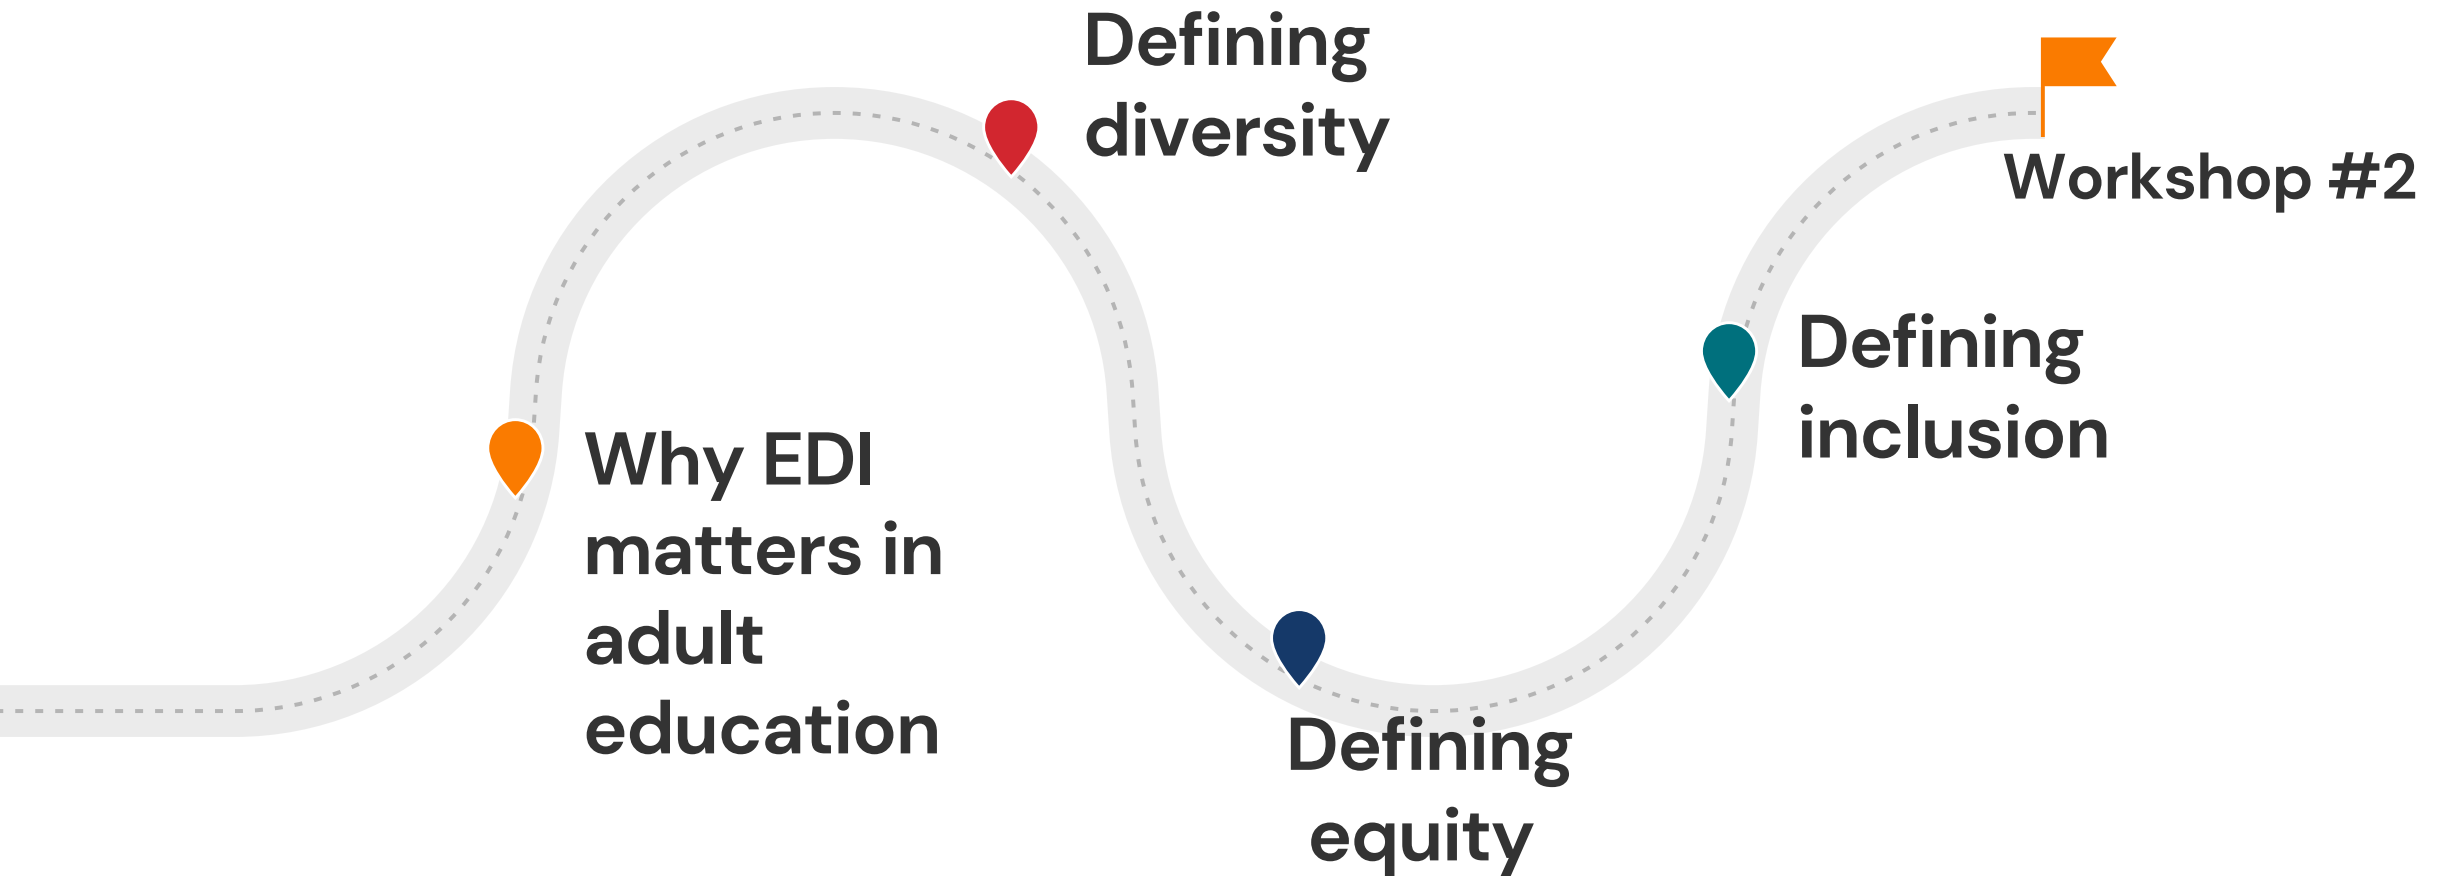 Why EDI
matters in
adult
education
Defining
diversity
Defining
equity
Defining
inclusion
Workshop #2